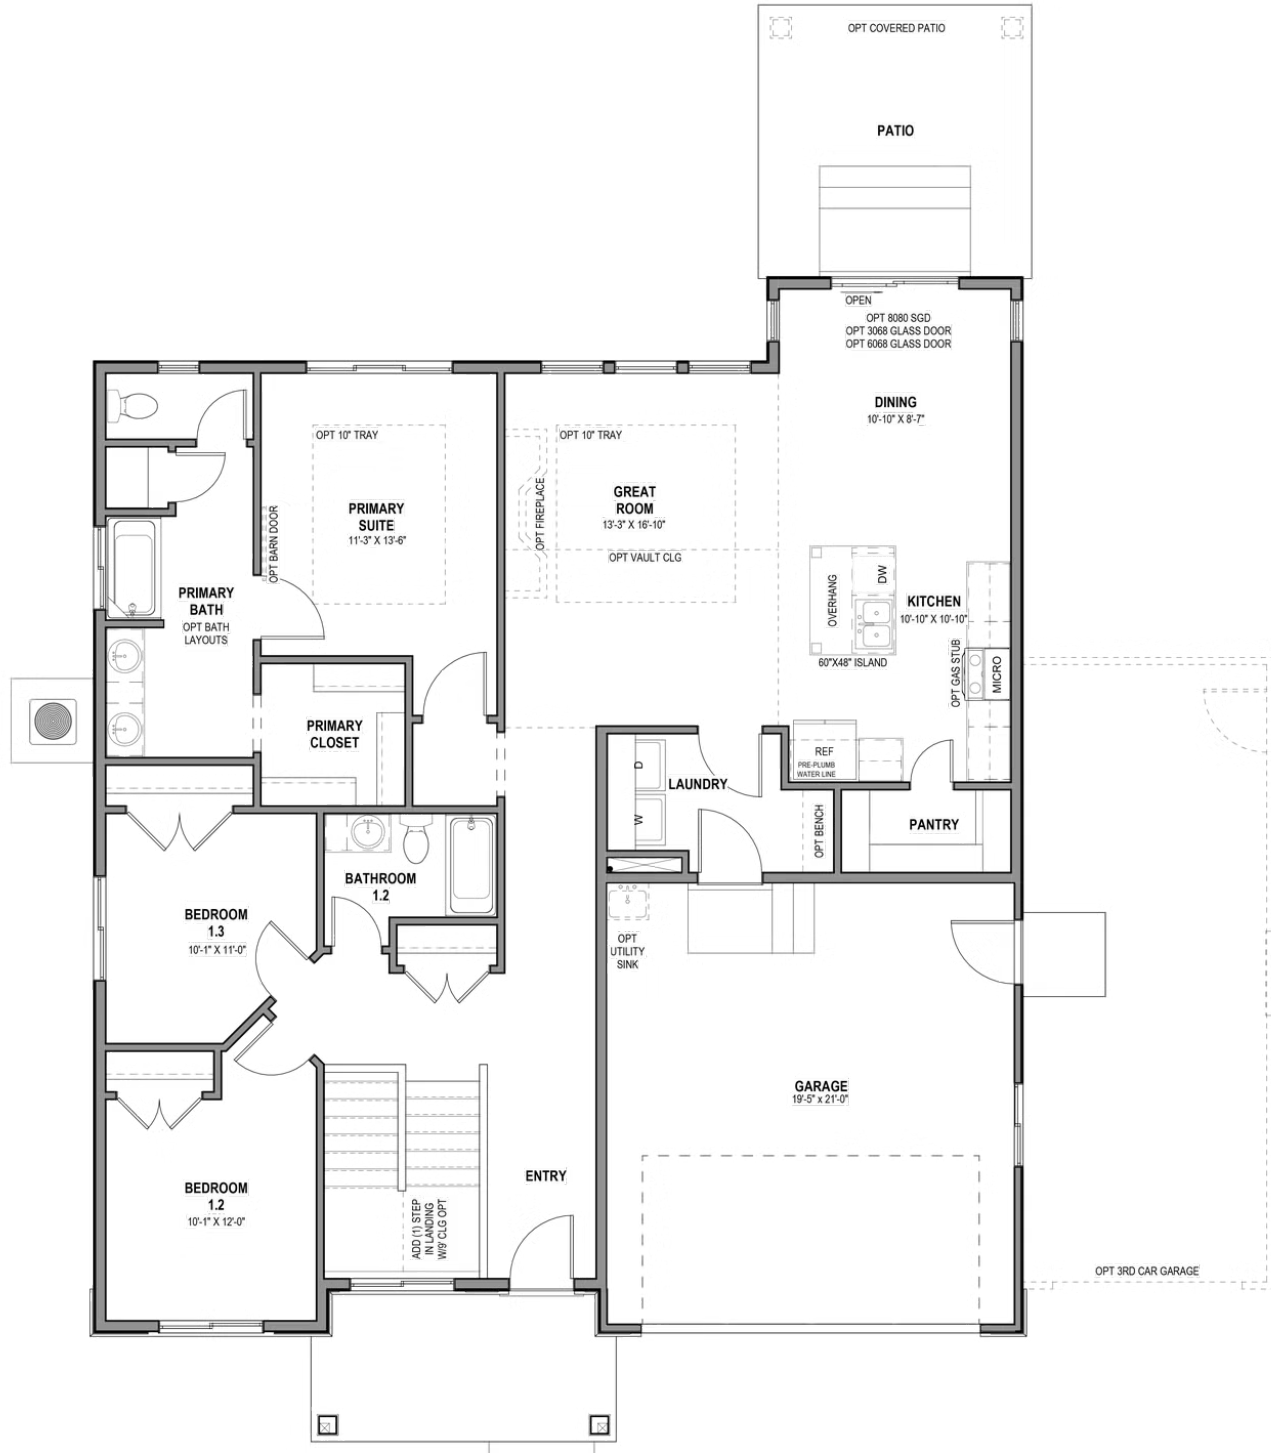 OPT COVERED PATIO
PATIO
OPEN
OPT 8080 SGD
OPT 3068 GLASS DOOR
OPT 6068 GLASS DOOR
DINING
10'-10" X 8'-7"
OPT 10" TRAY
OPT 10" TRAY
PRIMARY
SUITE
11'-3" X 13'-6"
GREAT
ROOM
13'-3" X 16'-10"
OPT FIREPLACE
OPT BARN DOOR
OPT VAULT CLG
PRIMARY
BATH
OPT BATH
LAYOUTS
OVERHANG
DW
KITCHEN
10'-10" X 10'-10"
60"X48" ISLAND
OPT GAS STUB
MICRO
PRIMARY
CLOSET
REF
PRE-PLUMB
WATER LINE
D
LAUNDRY
W
OPT BENCH
PANTRY
BATHROOM
1.2
BEDROOM
1.3
10'-1" X 11'-0"
OPT
UTILITY
SINK
GARAGE
19'-5" x 21'-0"
ENTRY
BEDROOM
1.2
10'-1" X 12'-0"
ADD (1) STEP
IN LANDING
W/9' CLG OPT
OPT 3RD CAR GARAGE